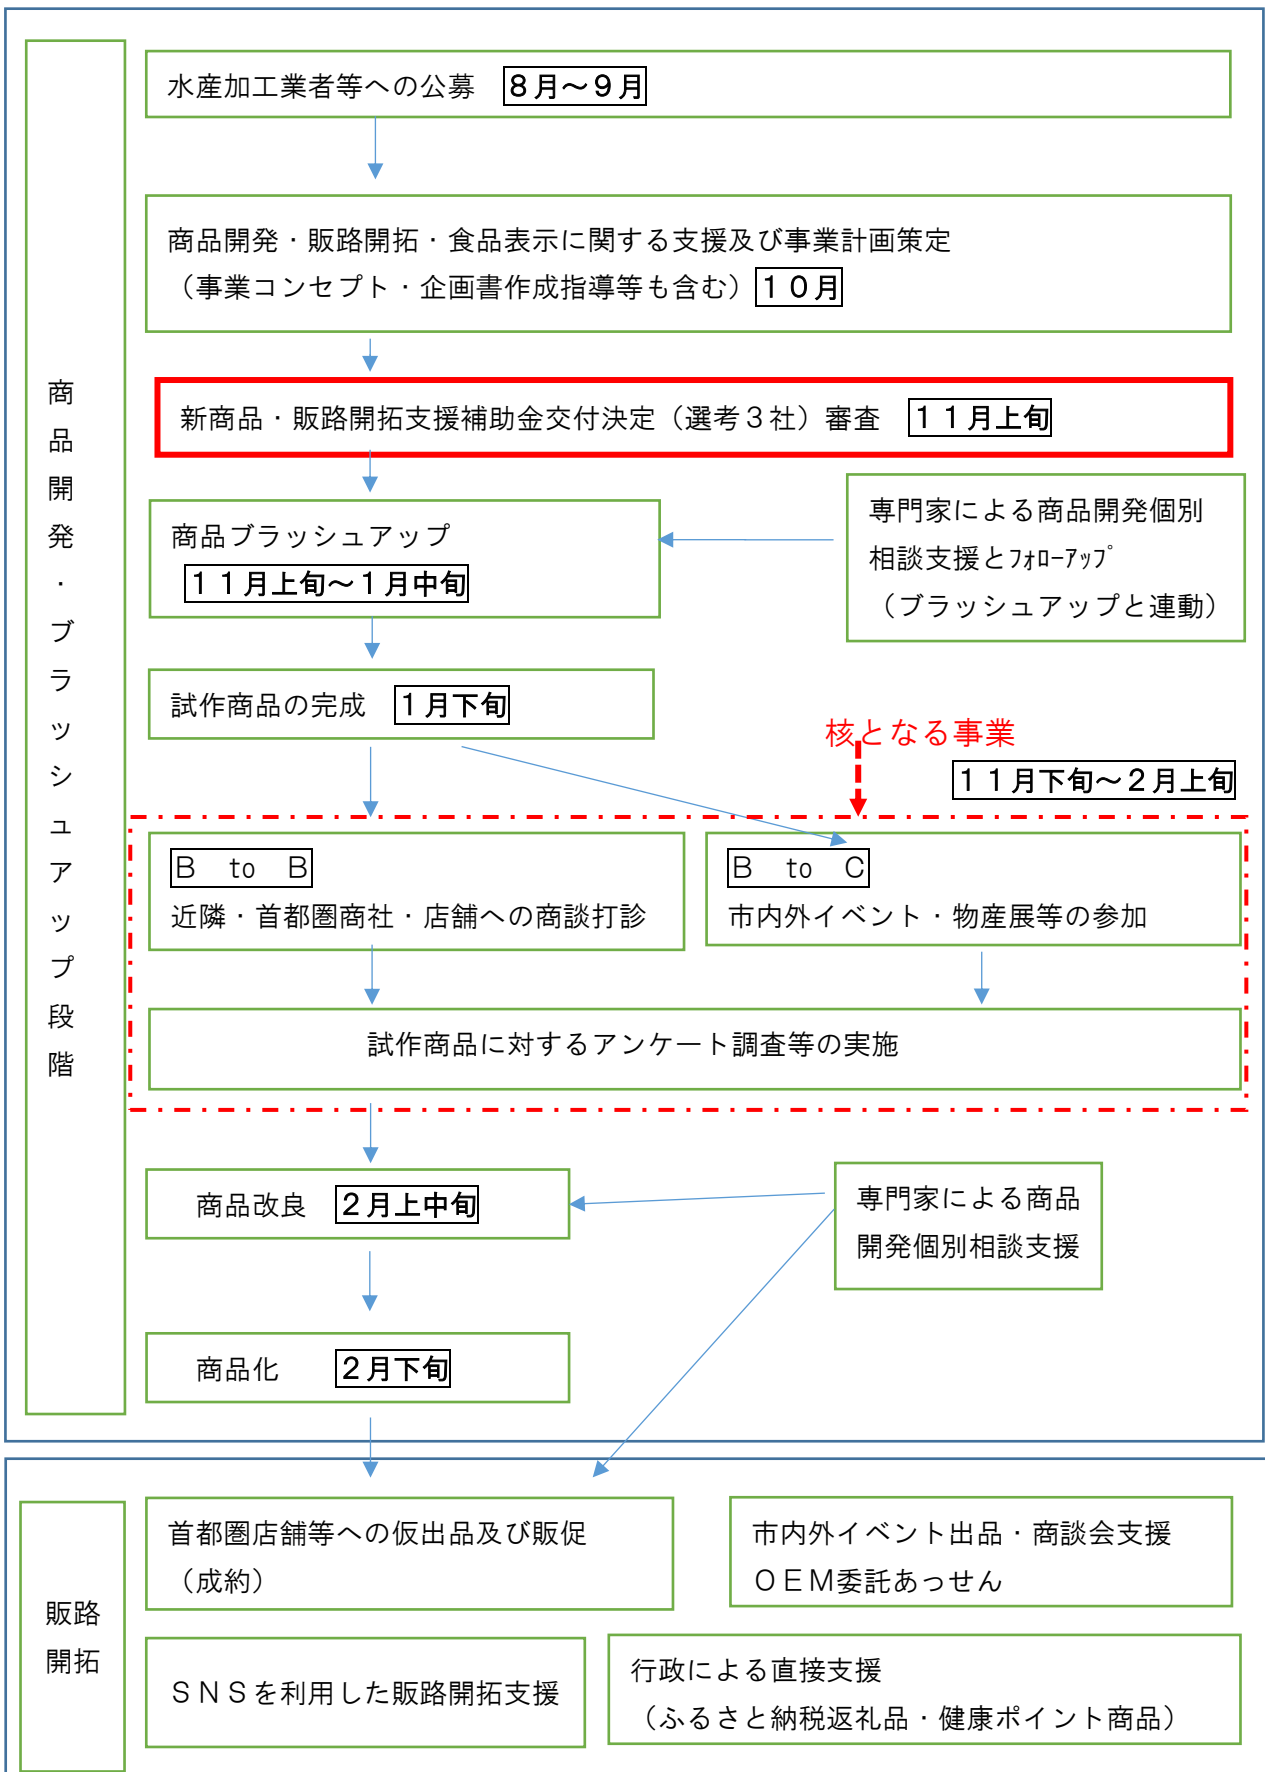 商品開発・ブラッシュアップ段階
水産加工業者等への公募 ８月～９月
商品開発・販路開拓・食品表示に関する支援及び事業計画策定
（事業コンセプト・企画書作成指導等も含む）１０月
新商品・販路開拓支援補助金交付決定（選考３社）審査 １１月上旬
商品ブラッシュアップ
１１月上旬～１月中旬
専門家による商品開発個別
相談支援とﾌｫﾛｰｱｯﾌﾟ
（ブラッシュアップと連動）
試作商品の完成 １月下旬
核となる事業
１１月下旬～２月上旬
Ｂ to Ｂ
近隣・首都圏商社・店舗への商談打診
Ｂ to Ｃ
市内外イベント・物産展等の参加
試作商品に対するアンケート調査等の実施
商品改良 ２月上中旬
専門家による商品
開発個別相談支援
商品化 ２月下旬
販路
開拓
首都圏店舗等への仮出品及び販促
（成約）
市内外イベント出品・商談会支援
ＯＥＭ委託あっせん
ＳＮＳを利用した販路開拓支援
行政による直接支援
（ふるさと納税返礼品・健康ポイント商品）